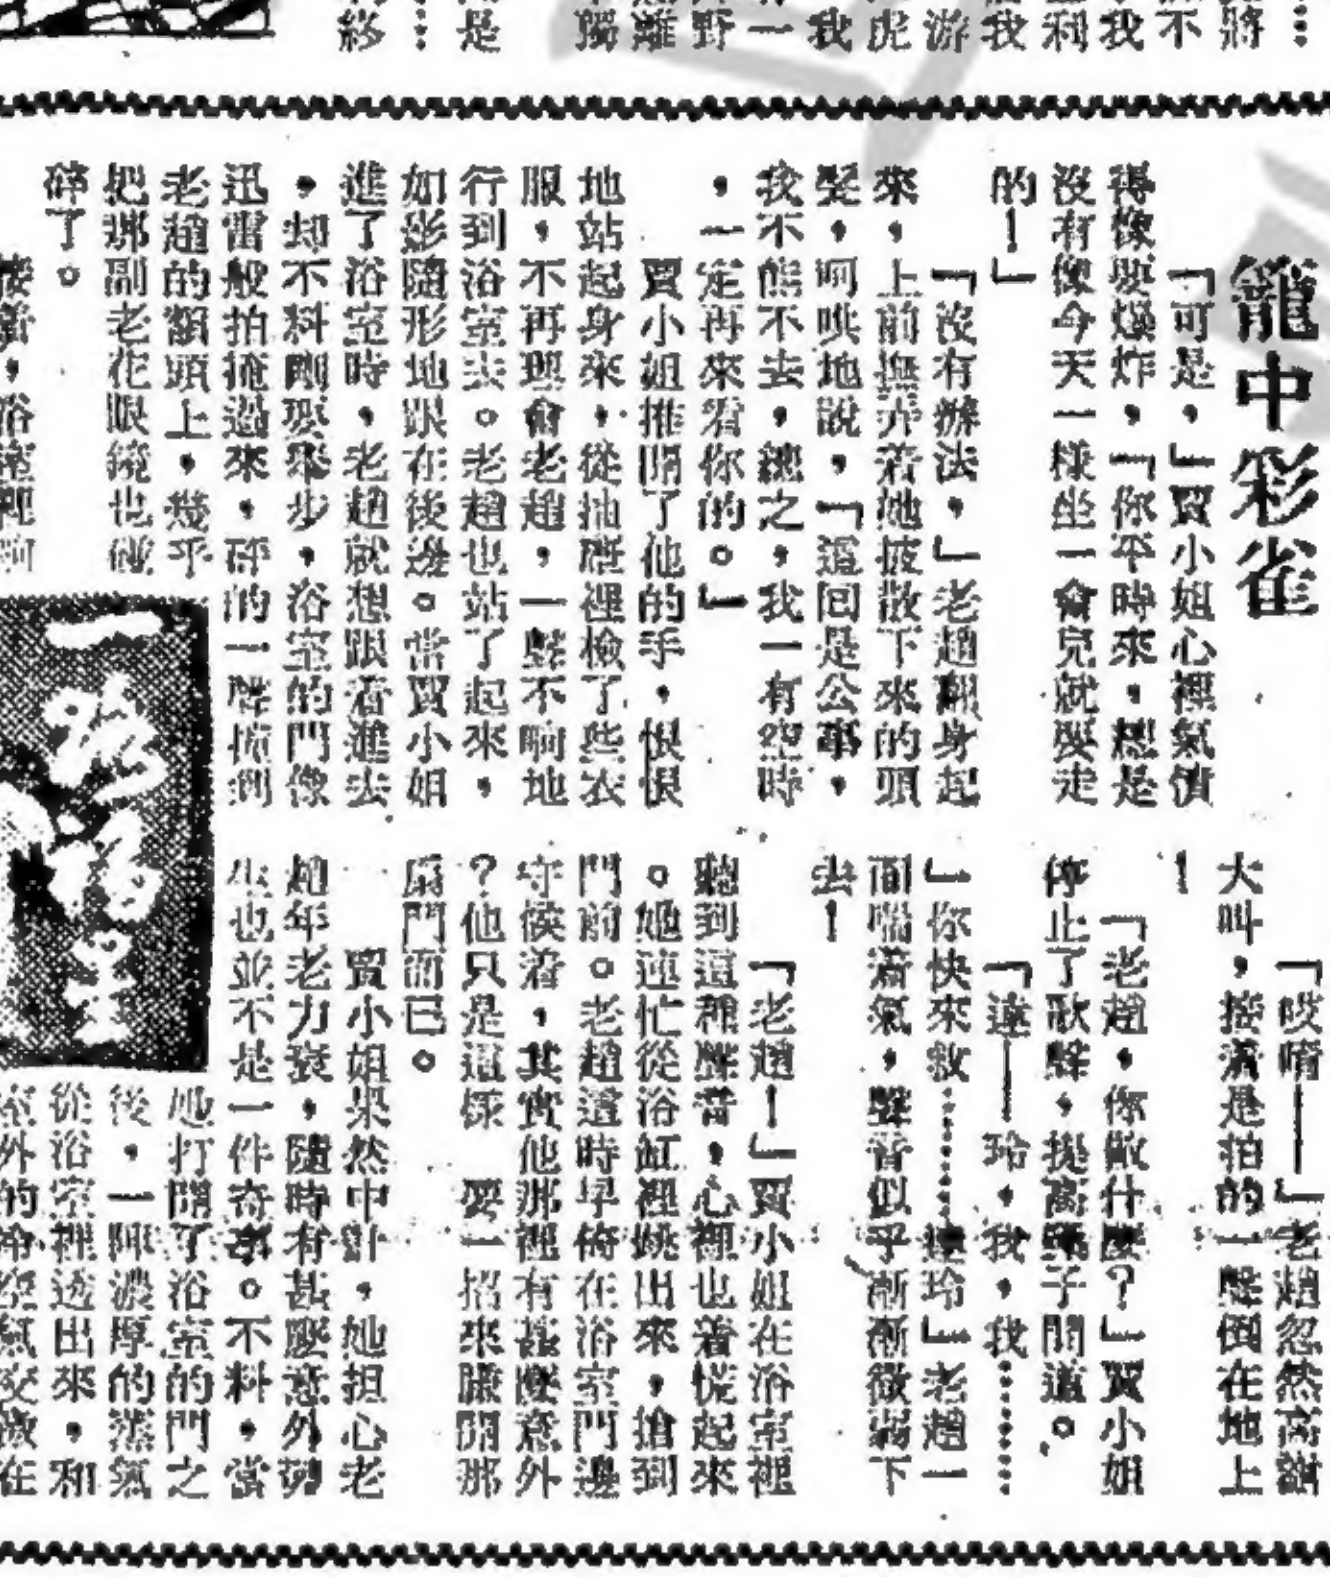 籠中彩雀
「可是，」賈小姐心裡氣憤
得像要爆炸，「你平時來，總是
沒有像今天一樣坐一會兒就要走
的！」
「沒有辦法，」老趙翻身起
來，上前撫弄着她披散下來的頭
髮，呵哄地說，「這回是公事，
我不能不去，總之，我一有空時
，一定再來看你的。」
賈小姐推開了他的手，恨恨
地站起身來，從抽屜裡檢了些衣
服，不再理會老趙，一聲不响地
行到浴室去。老趙也站了起來，
如影隨形地跟在後邊。當賈小姐
進了浴室時，老趙就想跟着進去
，却不料剛要舉步，浴室的門像
迅雷般拍掩過來，砰的一聲撞到
老趙的額頭上，幾乎
把那副老花眼鏡也碰
碎了。
接着，浴室裡响
「哎唷——」老趙忽然高聲
大叫，接着是拍的一聲倒在地上
！
「老趙，你做什麼？」賈小姐
停止了歌聲，提高嗓子問道。
「達——玲，我，我…………
」你快來救…………達玲」老趙一
面喘着氣，聲音似乎漸漸微弱下
去！
「老趙！」賈小姐在浴室裡
聽到這種聲音，心裡也着慌起來
。她連忙從浴缸裡跳出來，搶到
門前。老趙這時早倚在浴室門邊
守候着，其實他那裡有甚麼意外
？他只是這樣 要一招來賺開那
扇門而已。
賈小姐果然中計，她担心老
趙年老力衰，隨時有甚麼意外發
生也並不是一件奇事。不料，當
她打開了浴室的門之
後，一陣濃厚的蒸氣
從浴室裡透出來，和
室外的冷空氣交流在